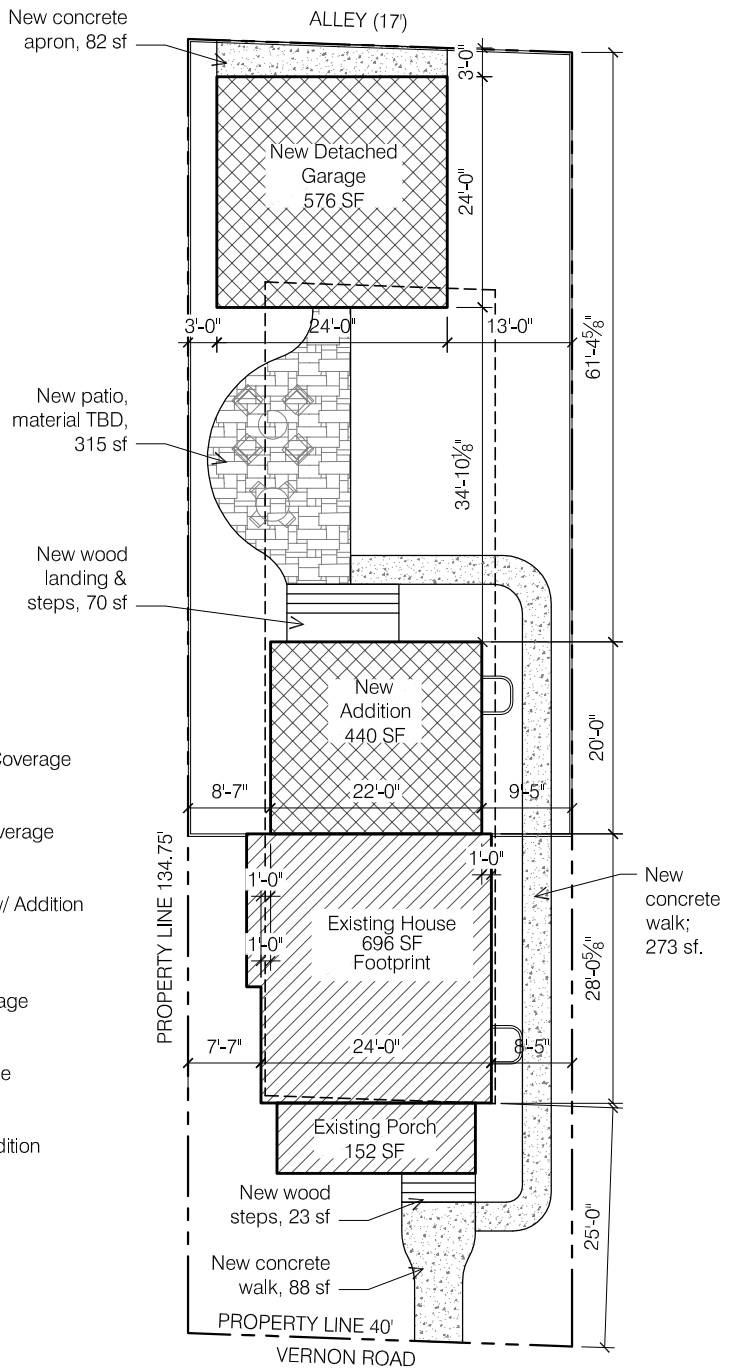 ALLEY (17')
New concrete
apron, 82 sf
3'-0"
New Detached
Garage
576 SF
24'-0"
3'-0"
24'-0"
13'-0"
61'-4⅝"
New patio,
material TBD,
315 sf
34'-10⅛"
New wood
landing &
steps, 70 sf
New
Addition
440 SF
20'-0"
Coverage
8'-7"
22'-0"
9'-5"
verage
PROPERTY LINE 134.75'
1'-0"
1'-0"
w/ Addition
Existing House
696 SF
Footprint
1'-0"
New
concrete
walk;
273 sf.
28'-0⅝"
age
7'-7"
24'-0"
8'-5"
e
Existing Porch
152 SF
dition
New wood
steps, 23 sf
25'-0"
New concrete
walk, 88 sf
PROPERTY LINE 40'
VERNON ROAD